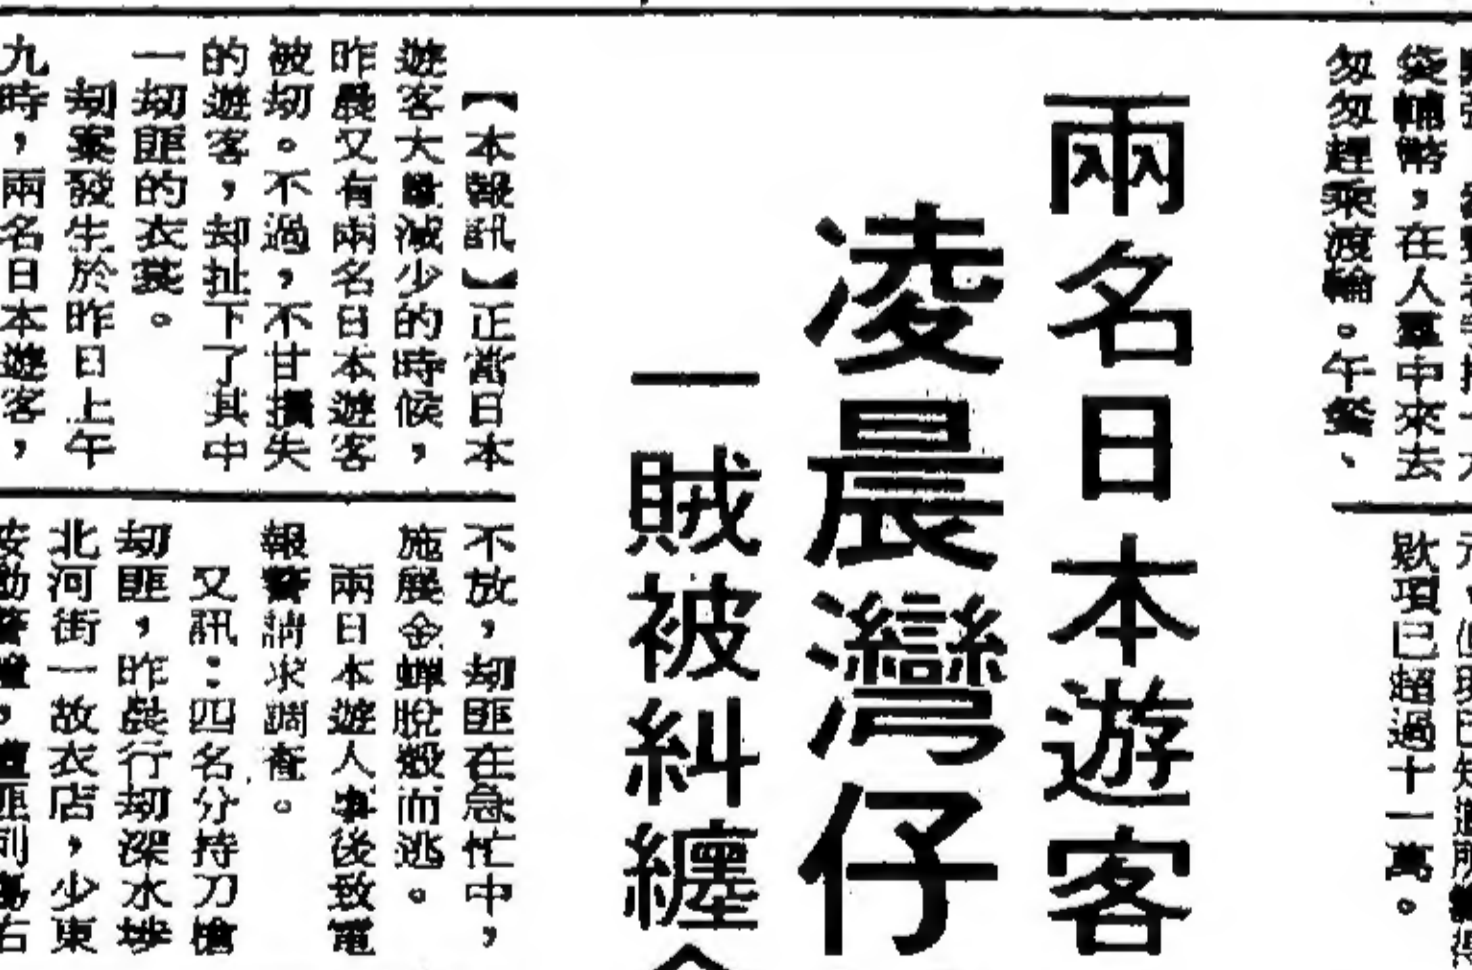 匆匆趕乘渡輪。午餐、
袋輔幣，在人羣中來去
欵項已超過十一萬。
兩名日本遊客
凌晨灣仔
一賊被糾纏
【本報訊】正當日本
遊客大量減少的時候，
昨晨又有兩名日本遊客
被刧。不過，不甘損失
的遊客，却扯下了其中
一刧匪的衣裳。
刧案發生於昨日上午
九時，兩名日本遊客，
不放，刧匪在急忙中，
施展金蟬脫殼而逃。
兩日本遊人事後致電
報警請求調查。
又訊：四名分持刀槍
刧匪，昨晨行刧深水埗
北河街一故衣店，少東